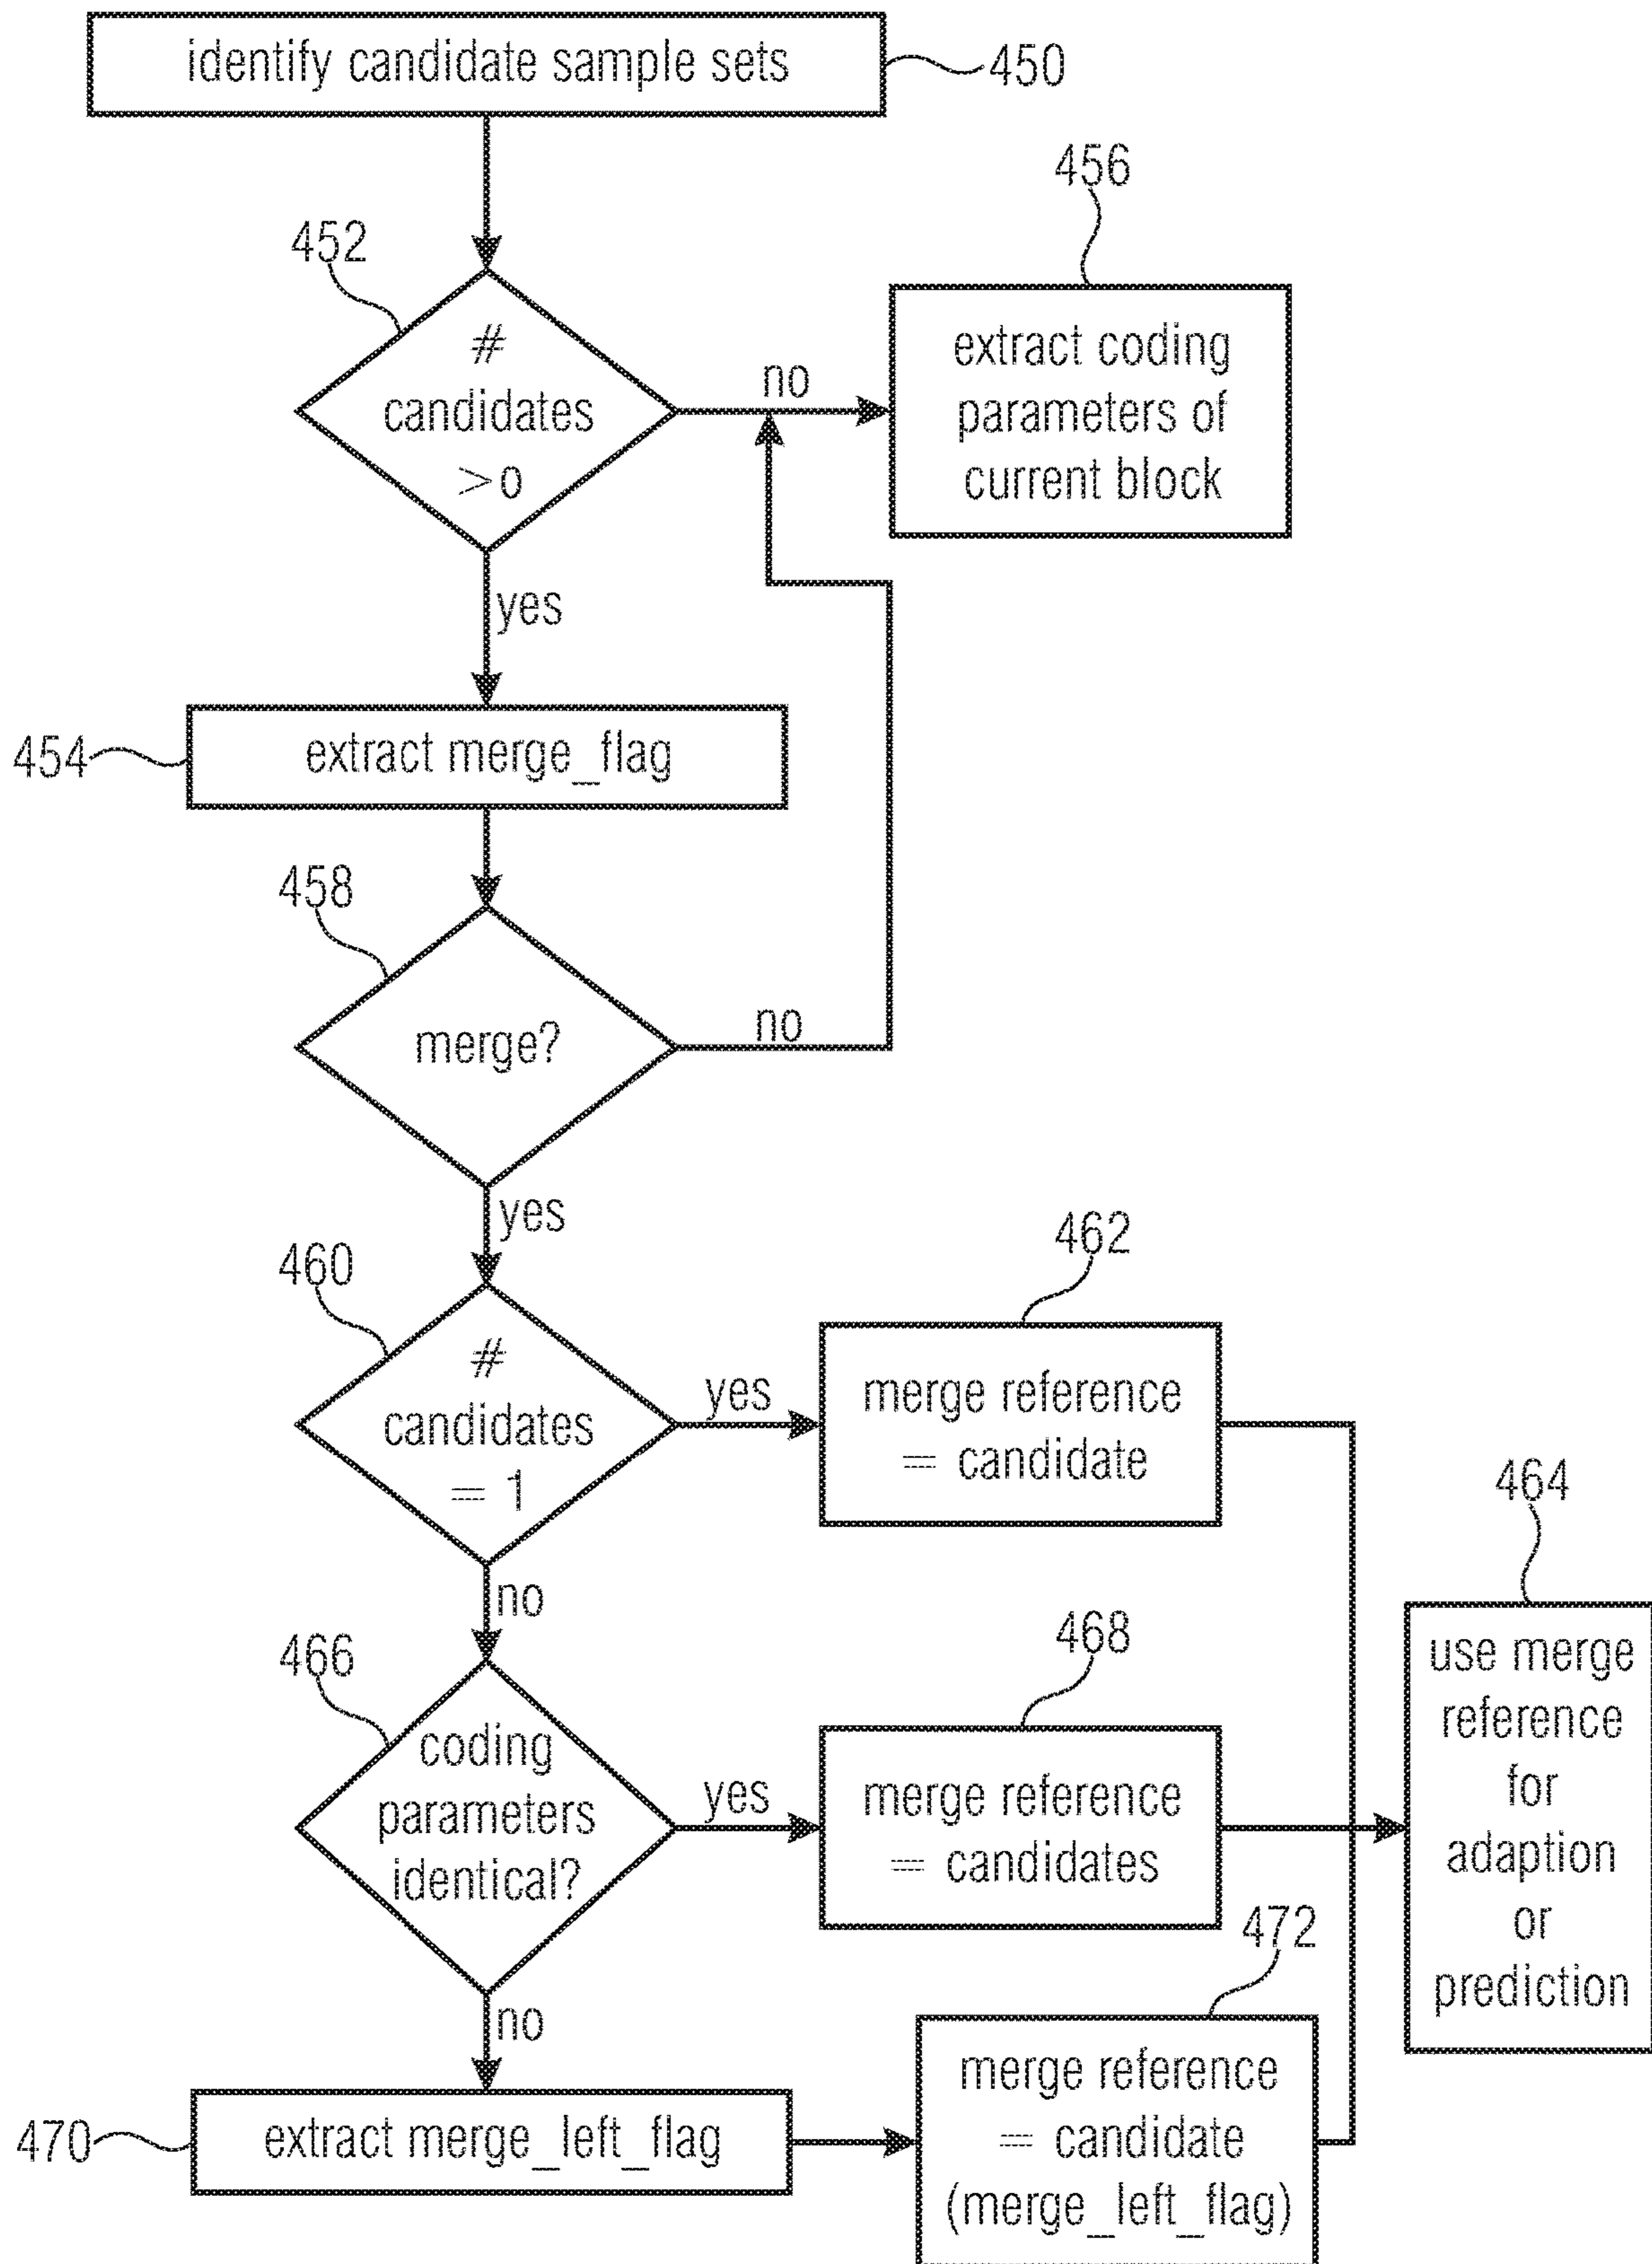 identify candidate sample sets
450
456
452
#
candidates
>0
no
extract coding
parameters of
current block
yes
454
extract merge_flag
458
merge?
no
yes
460
#
candidates
= 1
yes
462
merge reference
= candidate
464
use merge
reference
for
adaption
or
prediction
no
466
coding
parameters
identical?
yes
468
merge reference
= candidates
472
no
470
extract merge_left_flag
merge reference
= candidate
(merge_left_flag)